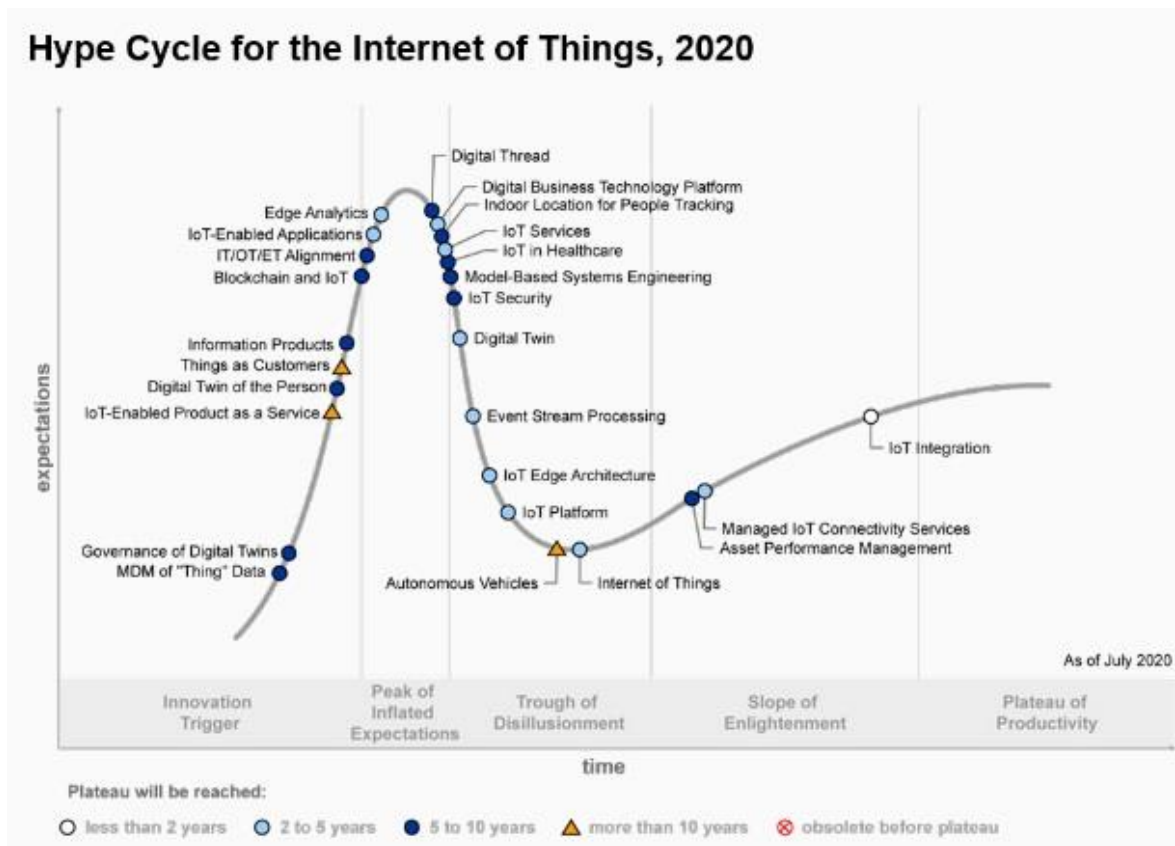 Hype Cycle for the Internet of Things, 2020
Digital Thread
Digital Business Technology Platform
Indoor Location for People Tracking
IoT Services
IoT in Healthcare
Model-Based Systems Engineering
IoT Security
Digital Twin
Event Stream Processing
IoT Edge Architecture
IoT Platform
Edge Analytics
IoT-Enabled Applications
IT/OT/ET Alignment
Blockchain and IoT
Information Products
Things as Customers
Digital Twin of the Person
IoT-Enabled Product as a Service
Governance of Digital Twins
MDM of "Thing" Data
Autonomous Vehicles
Internet of Things
IoT Integration
Managed IoT Connectivity Services
Asset Performance Management
expectations
As of July 2020
Innovation
Trigger
Peak of
Inflated
Expectations
Trough of
Disillusionment
Slope of
Enlightenment
Plateau of
Productivity
time
Plateau will be reached:
less than 2 years
2 to 5 years
5 to 10 years
more than 10 years
obsolete before plateau